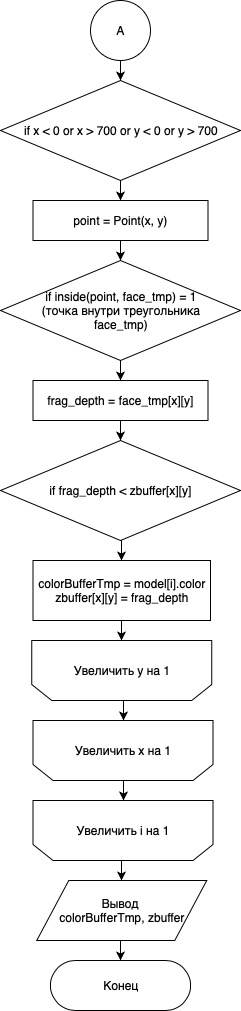 A
if x < 0 or x > 700 or y < 0 or y > 700
point = Point(x, y)
if inside(point, face_tmp) = 1
(точка внутри треугольника
face_tmp)
frag_depth = face_tmp[x][y]
if frag_depth < zbuffer[x][y]
colorBufferTmp = model[i].color
zbuffer[x][y] = frag_depth
Увеличить y на 1
Увеличить x на 1
Увеличить i на 1
Вывод
colorBufferTmp, zbuffer
Конец